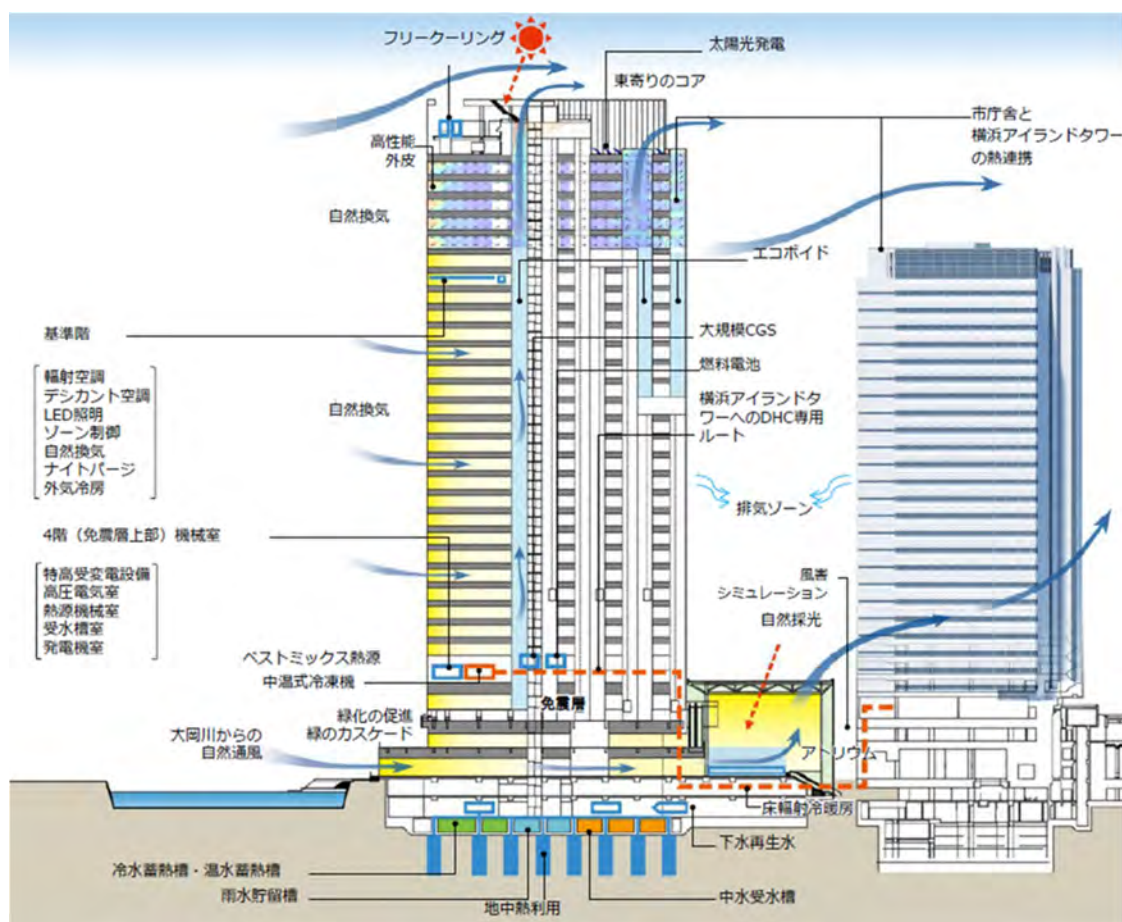 フリークーリング
太陽光発電
東寄りのコア
市庁舎と
横浜アイランドタワー
の熱連携
高性能
外皮
自然換気
エコボイド
基準階
大規模CGS
燃料電池
輻射空調
デシカント空調
LED照明
ゾーン制御
自然換気
ナイトパージ
外気冷房
自然換気
横浜アイランドタ
ワーへのDHC専用
ルート
排気ゾーン
4階(免震層上部)機械室
特高受変電設備
高圧電気室
熱源機械室
受水槽室
発電機室
風害
シミュレーション
自然採光
ベストミックス熱源
中温式冷凍機
免震層
緑化の促進
緑のカスケード
大岡川からの
自然通風
アトリウム
床輻射冷暖房
下水再生水
冷水蓄熱槽・温水蓄熱槽
雨水貯留槽
地中熱利用
中水受水槽